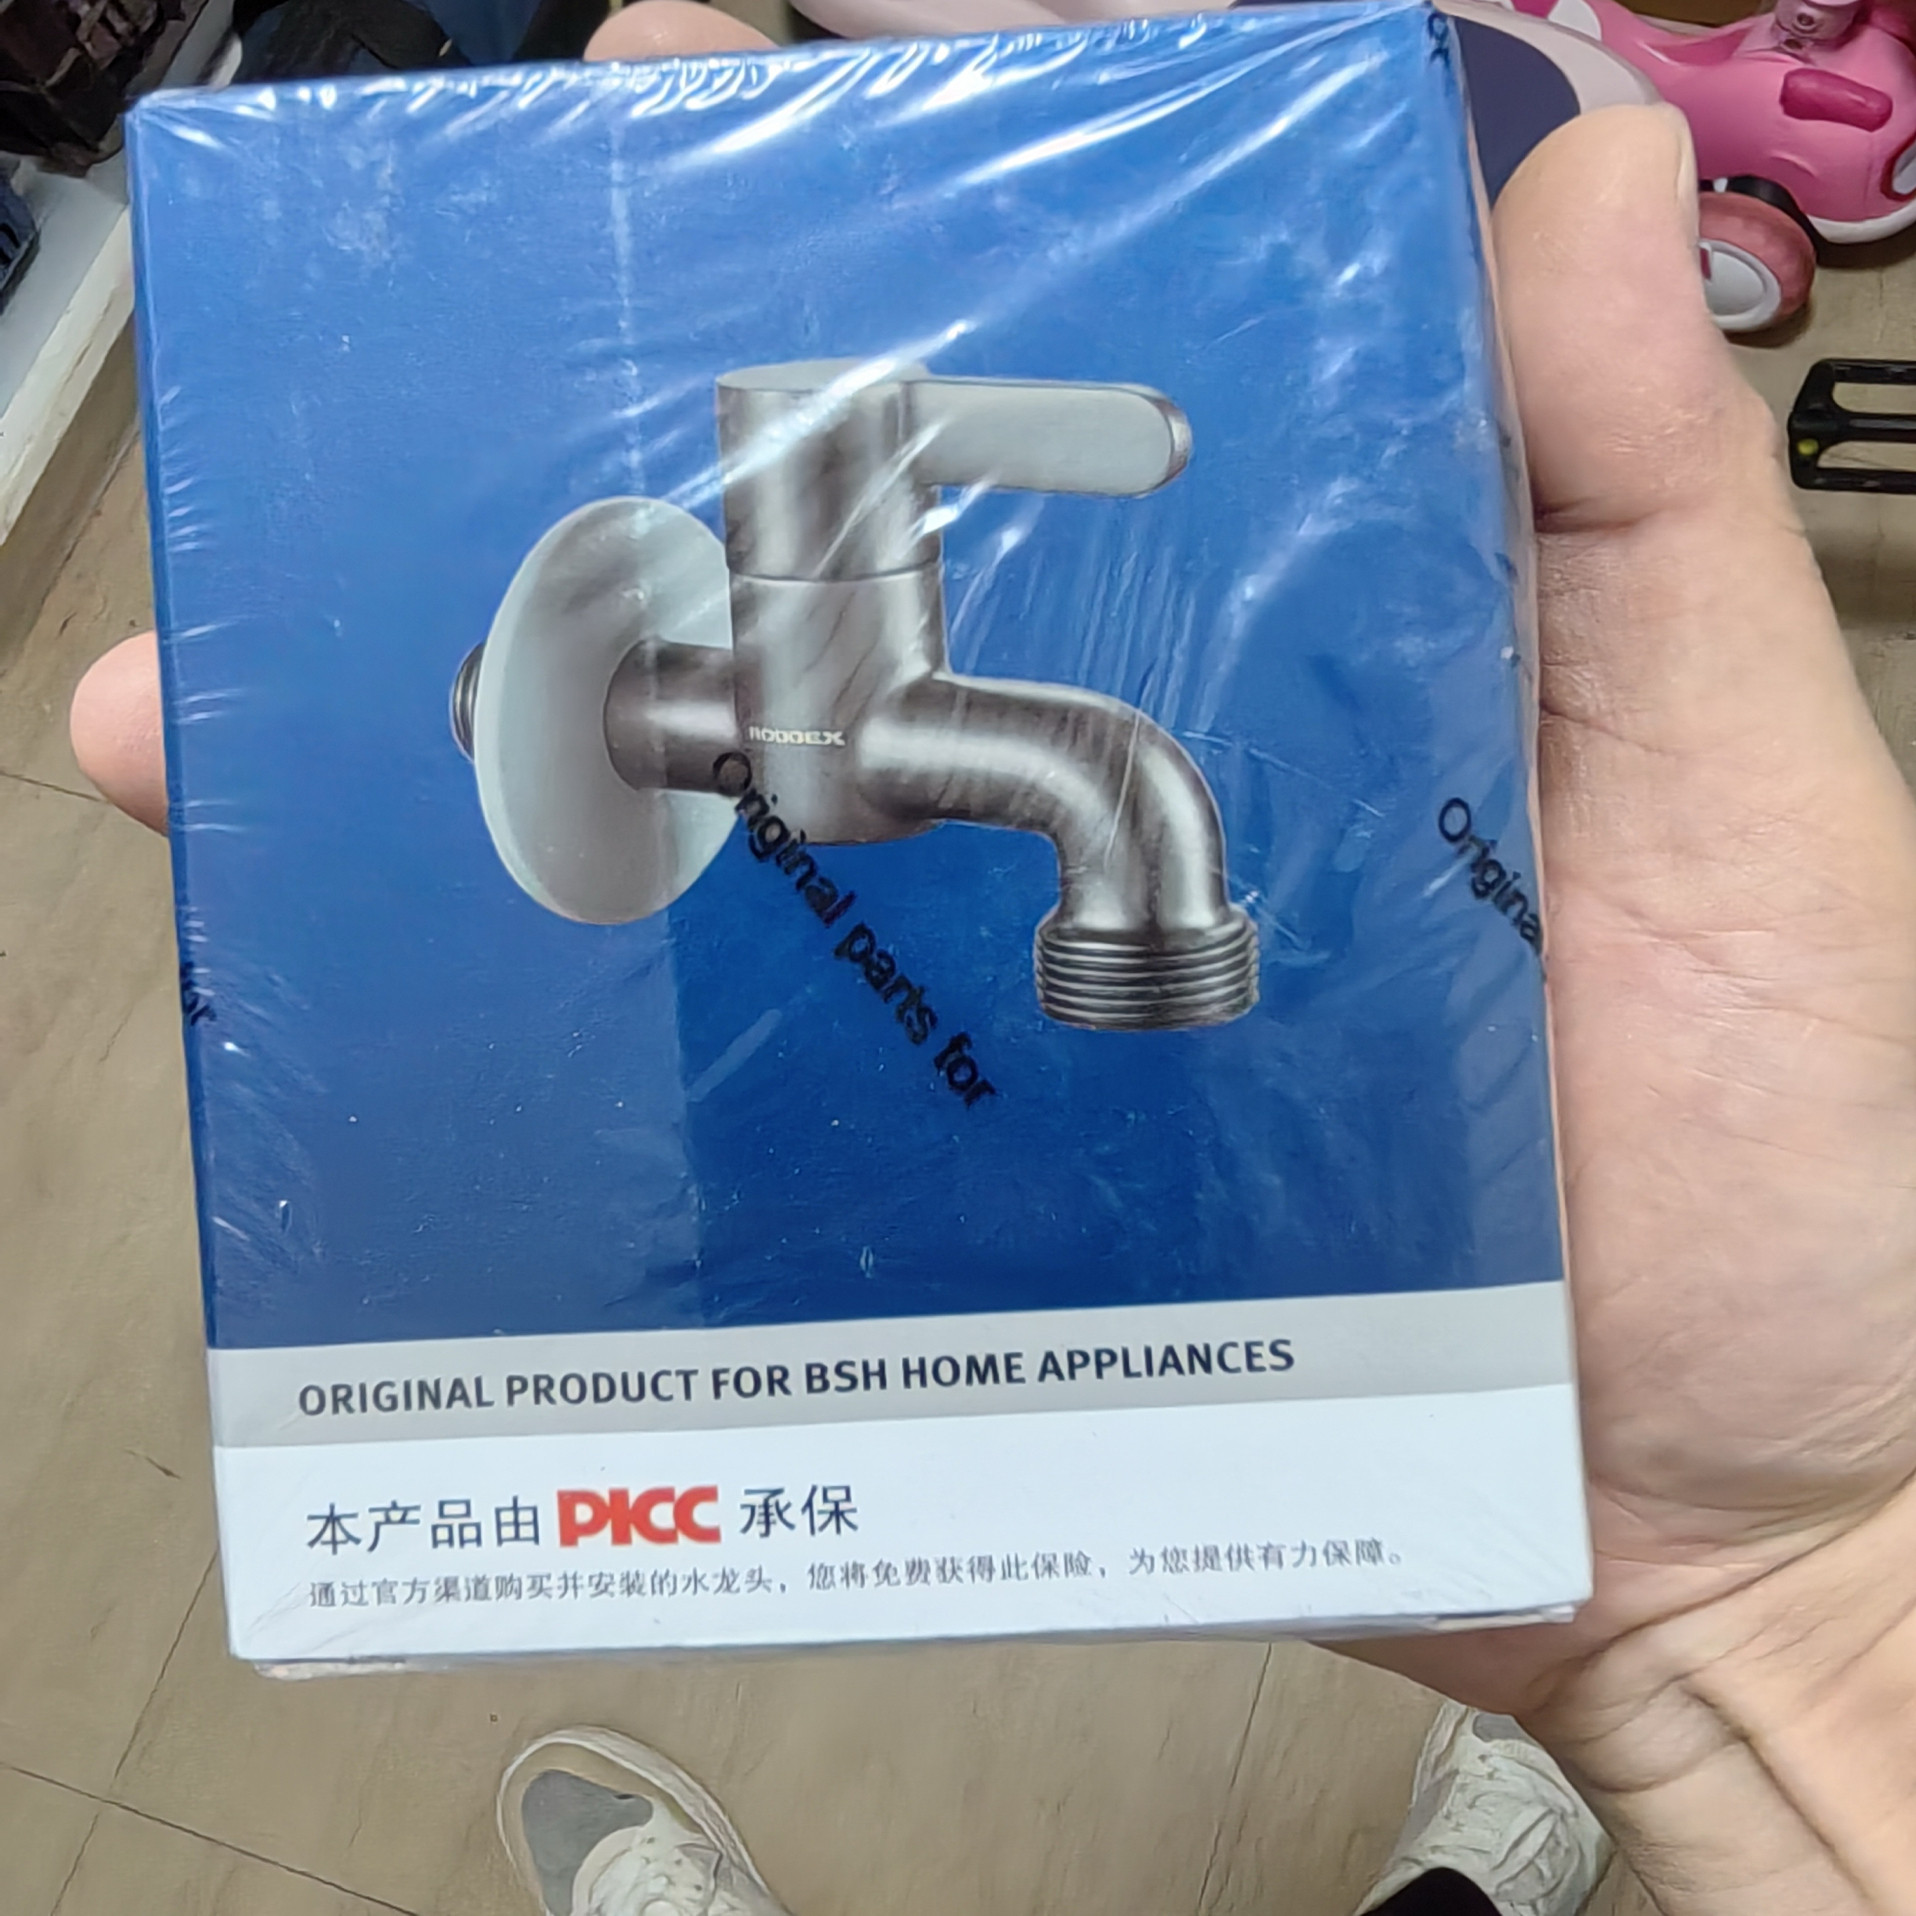 Original parts for
Origina
for
ORIGINAL PRODUCT FOR BSH HOME APPLIANCES
本产品由 PICC 承保
通过官方渠道购买并安装的水龙头，您将免费获得此保险，为您提供有力保障。